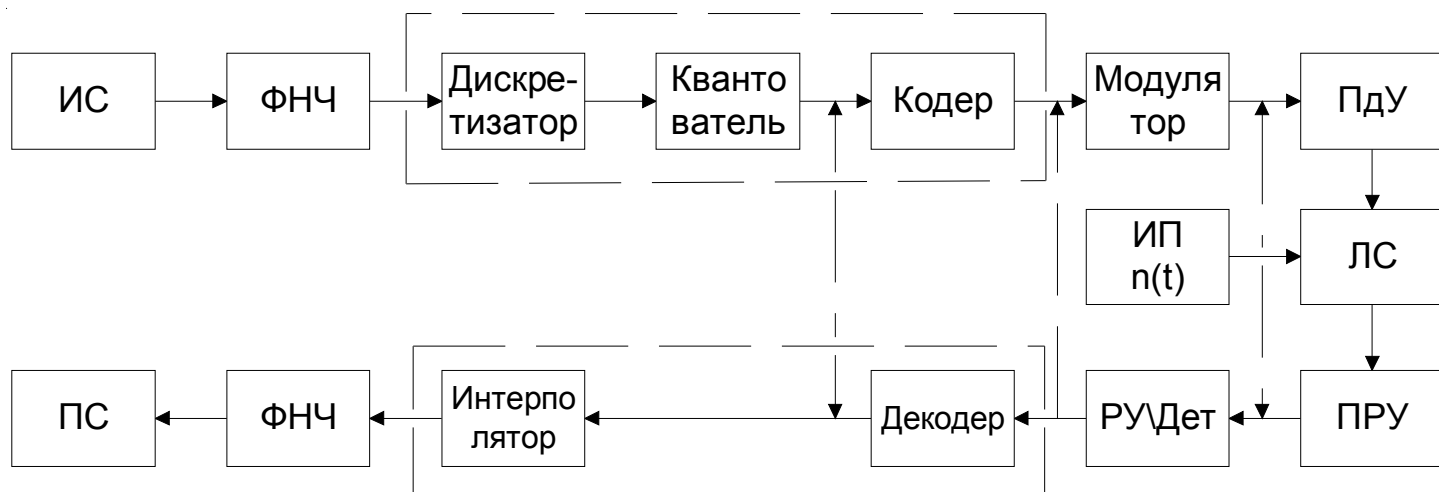 ИС
ФНЧ
Дискре-
тизатор
Кванто
ватель
Кодер
Модуля
тор
ПдУ
ИП
n(t)
ЛС
ПС
ФНЧ
Интерпо
лятор
Декодер
РУ\Дет
ПРУ